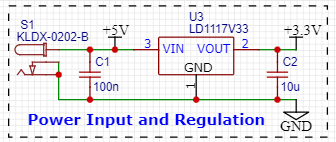 S1
KLDX-0202-B
+5V
U3
LD1117V33
+3.3V
3
VIN
VOUT
2
GND
1
C1
100n
C2
10u
GND
Power Input and Regulation